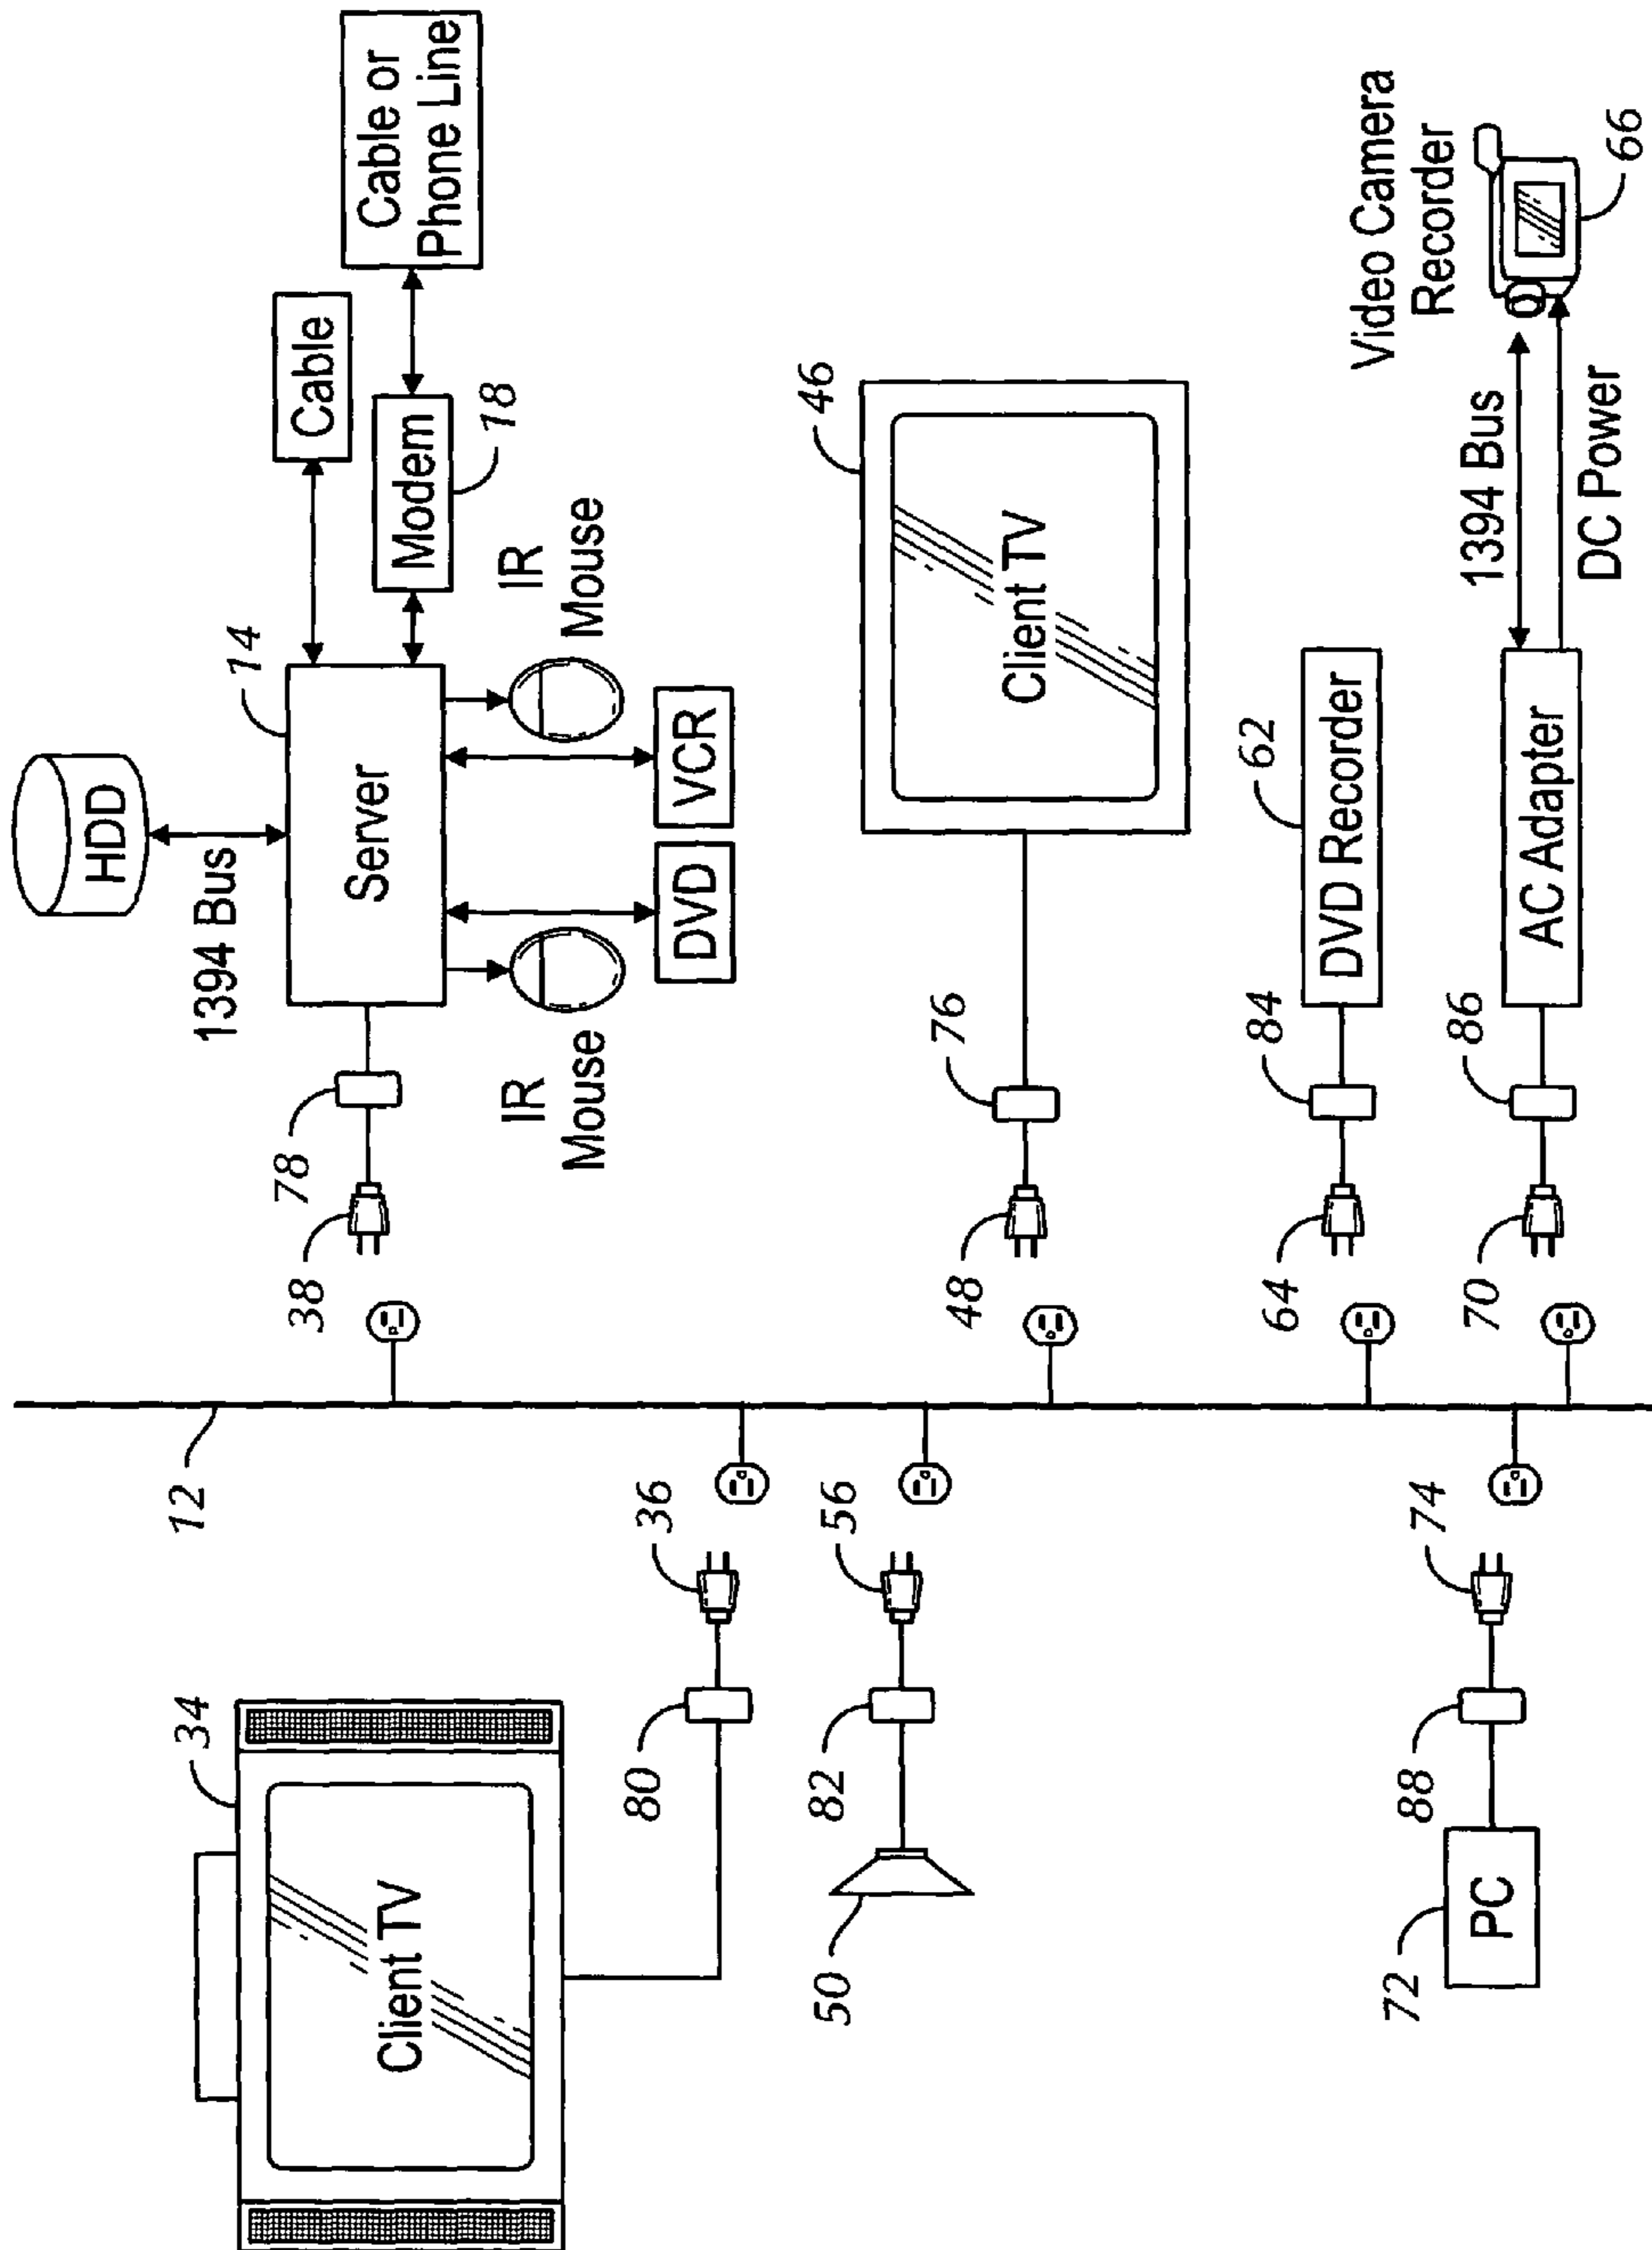 HDD
1394 Bus
34
12
14
78
38
Server
Cable
Cable or
Phone Line
Client TV
Modem
18
IR
Mouse
IR
Mouse
DVD
VCR
80
36
46
82
56
50
48
76
Client TV
64
84
62
DVD Recorder
Video Camera
Recorder
72
88
74
70
86
1394 Bus
PC
AC Adapter
DC Power
66